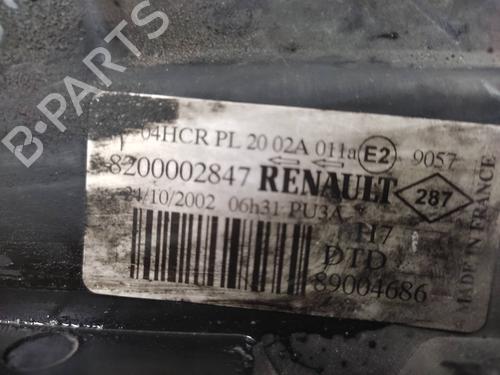 B-PARTS
04HCR PL 20 02A 011a E2 9057
8200002847 RENAULT 287
24/10/2002 06h31 PU3A
H7
DTD
89004686
MADE IN FRANCE